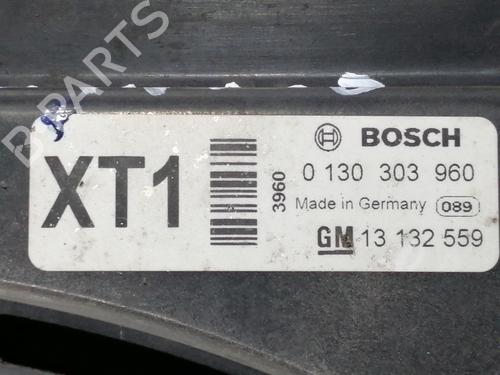 B PARTS
BOSCH
XT1
3960
0 130 303 960
Made in Germany 089
GM 13 132 559